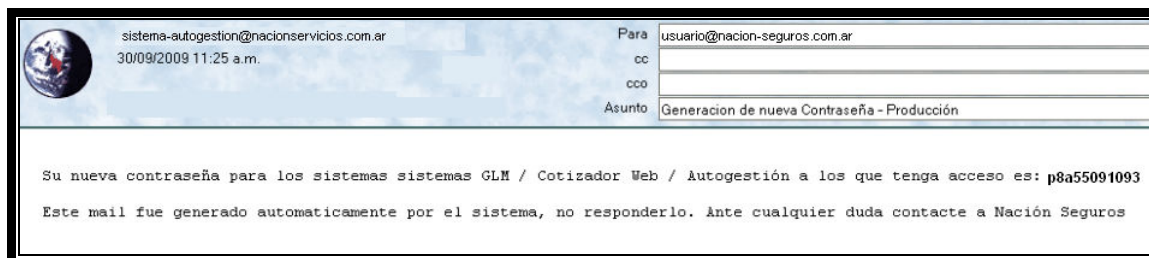 sistema-autogestion@nacionservicios.com.ar
30/09/2009 11:25 a.m.
Para usuario@nacion-seguros.com.ar
cc
cco
Asunto Generacion de nueva Contraseña - Producción
Su nueva contraseña para los sistemas sistemas GLM / Cotizador Web / Autogestión a los que tenga acceso es: p8a55091093
Este mail fue generado automaticamente por el sistema, no responderlo. Ante cualquier duda contacte a Nación Seguros